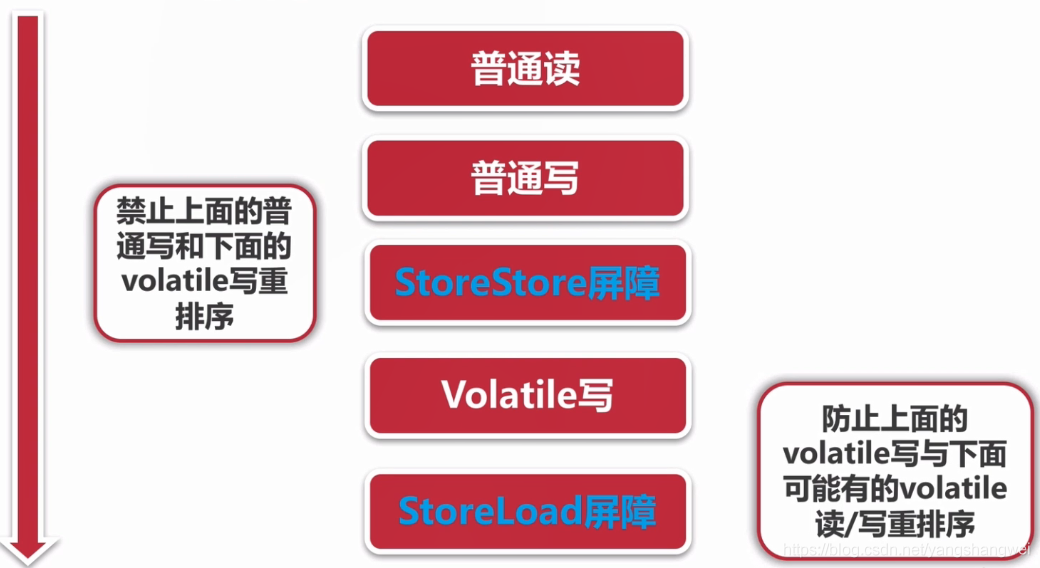 普通读
普通写
禁止上面的普
通写和下面的
volatile写重
排序
StoreStore屏障
Volatile写
防止上面的
volatile写与下面
可能有的volatile
读/写重排序
StoreLoad屏障
https://blog.csdn.net/yangshangwei